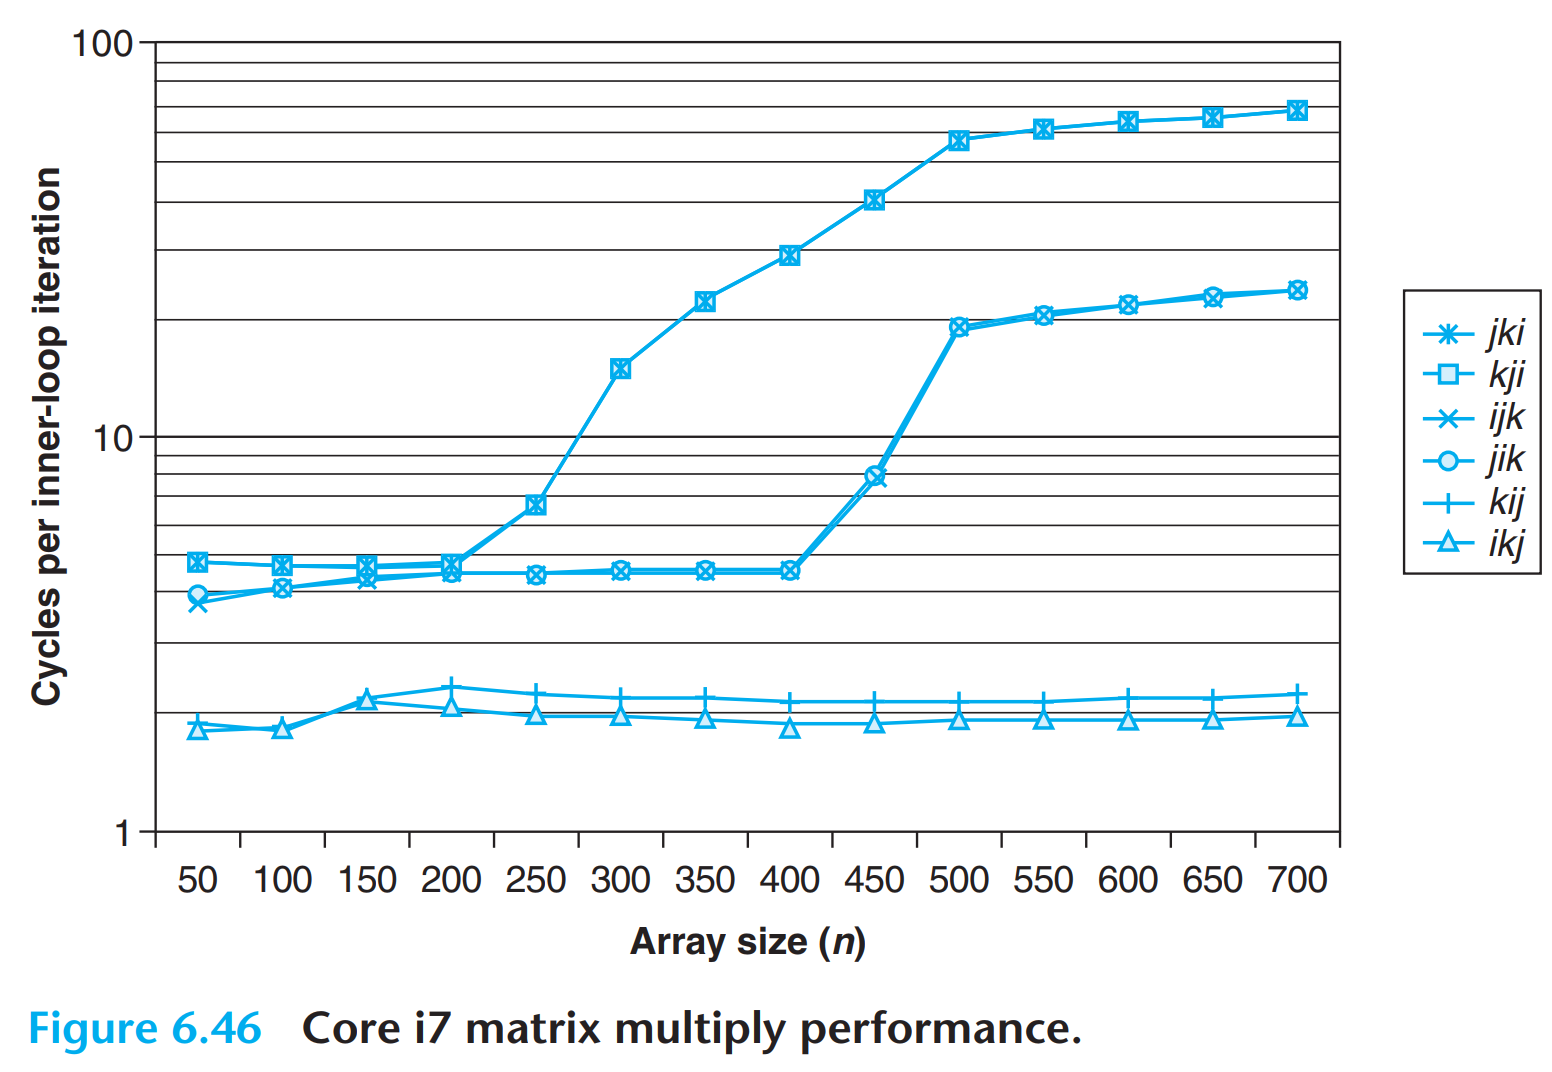 100
10
1
Cycles per inner-loop iteration
50 100 150 200 250 300 350 400 450 500 550 600 650 700
Array size (n)
jki
kji
ijk
jik
kij
ikj
Figure 6.46 Core i7 matrix multiply performance.